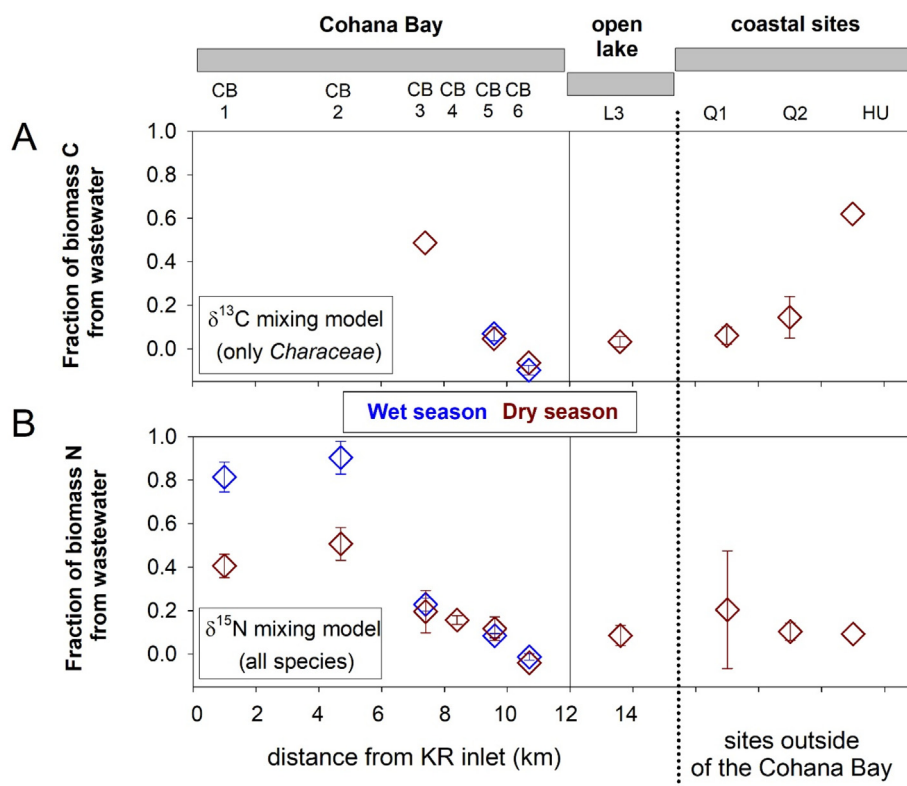 Cohana Bay
open
lake
coastal sites
CB CB CB CB CB CB
1 2 3 4 5 6 L3 Q1 Q2 HU
A
Fraction of biomass C
from wastewater
1.0
0.8
0.6
0.4
0.2
0.0
δ13C mixing model
(only Characeae)
Wet season Dry season
B
Fraction of biomass N
from wastewater
1.0
0.8
0.6
0.4
0.2
0.0
δ15N mixing model
(all species)
0 2 4 6 8 10 12 14
distance from KR inlet (km)
sites outside
of the Cohana Bay